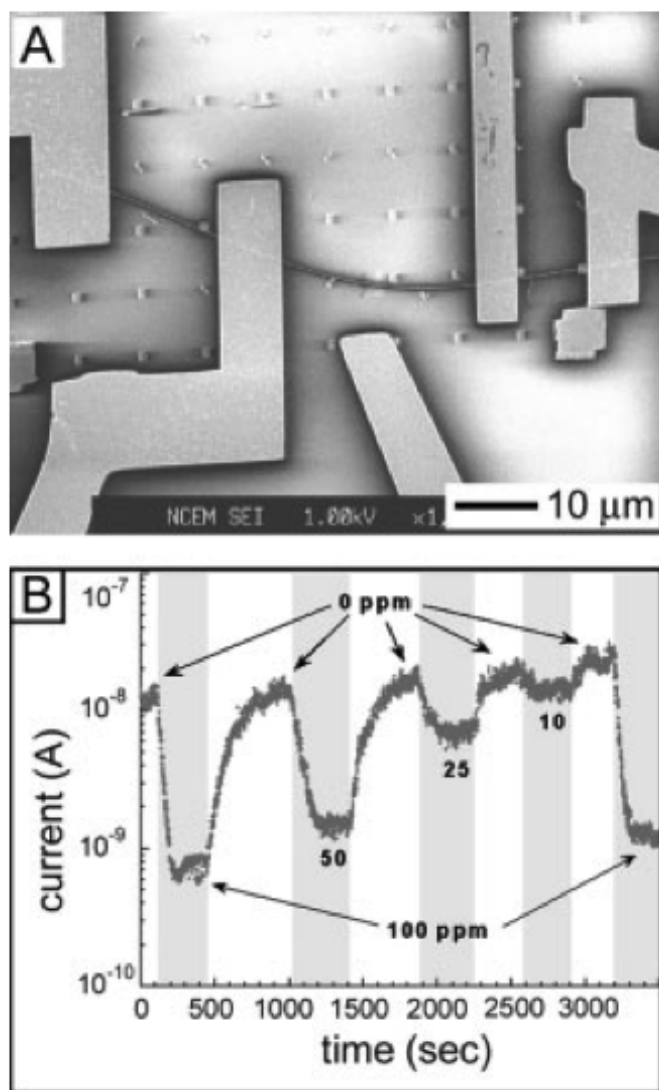 A
NCEM SEI 1.00kV ×1,
10 μm
B
10⁻⁷
10⁻⁸
10⁻⁹
10⁻¹⁰
current (A)
0 ppm
50
25
10
100 ppm
0 500 1000 1500 2000 2500 3000
time (sec)